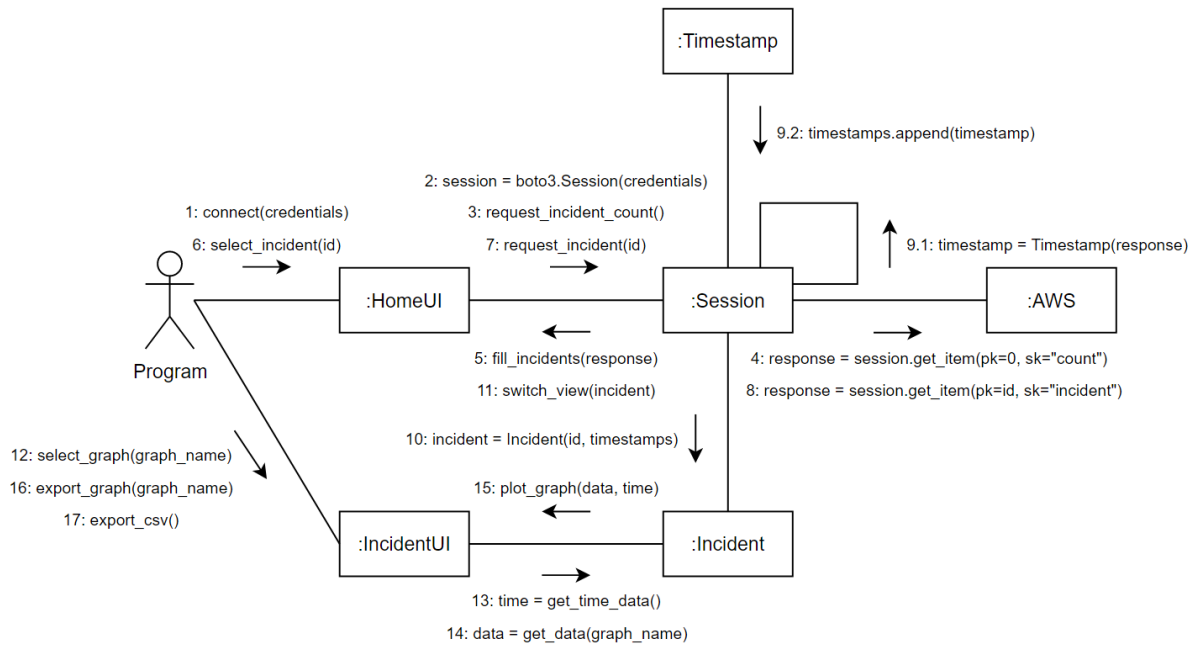 :Timestamp
9.2: timestamps.append(timestamp)
2: session = boto3.Session(credentials)
1: connect(credentials)
3: request_incident_count()
6: select_incident(id)
7: request_incident(id)
9.1: timestamp = Timestamp(response)
:HomeUI
:Session
:AWS
Program
5: fill_incidents(response)
4: response = session.get_item(pk=0, sk="count")
11: switch_view(incident)
8: response = session.get_item(pk=id, sk="incident")
10: incident = Incident(id, timestamps)
12: select_graph(graph_name)
16: export_graph(graph_name)
15: plot_graph(data, time)
17: export_csv()
:IncidentUI
:Incident
13: time = get_time_data()
14: data = get_data(graph_name)